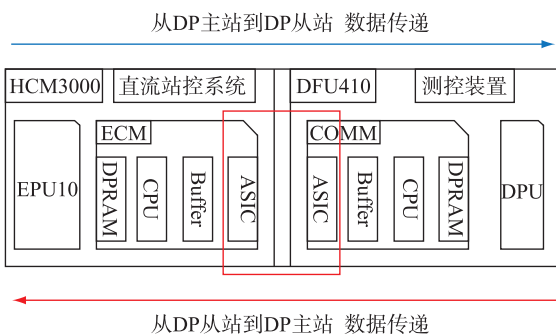 从DP主站到DP从站 数据传递
HCM3000 直流站控系统 DFU410 测控装置
ECM COMM
EPU10 DPRAM CPU Buffer ASIC ASIC Buffer CPU DPRAM DPU
从DP从站到DP主站 数据传递